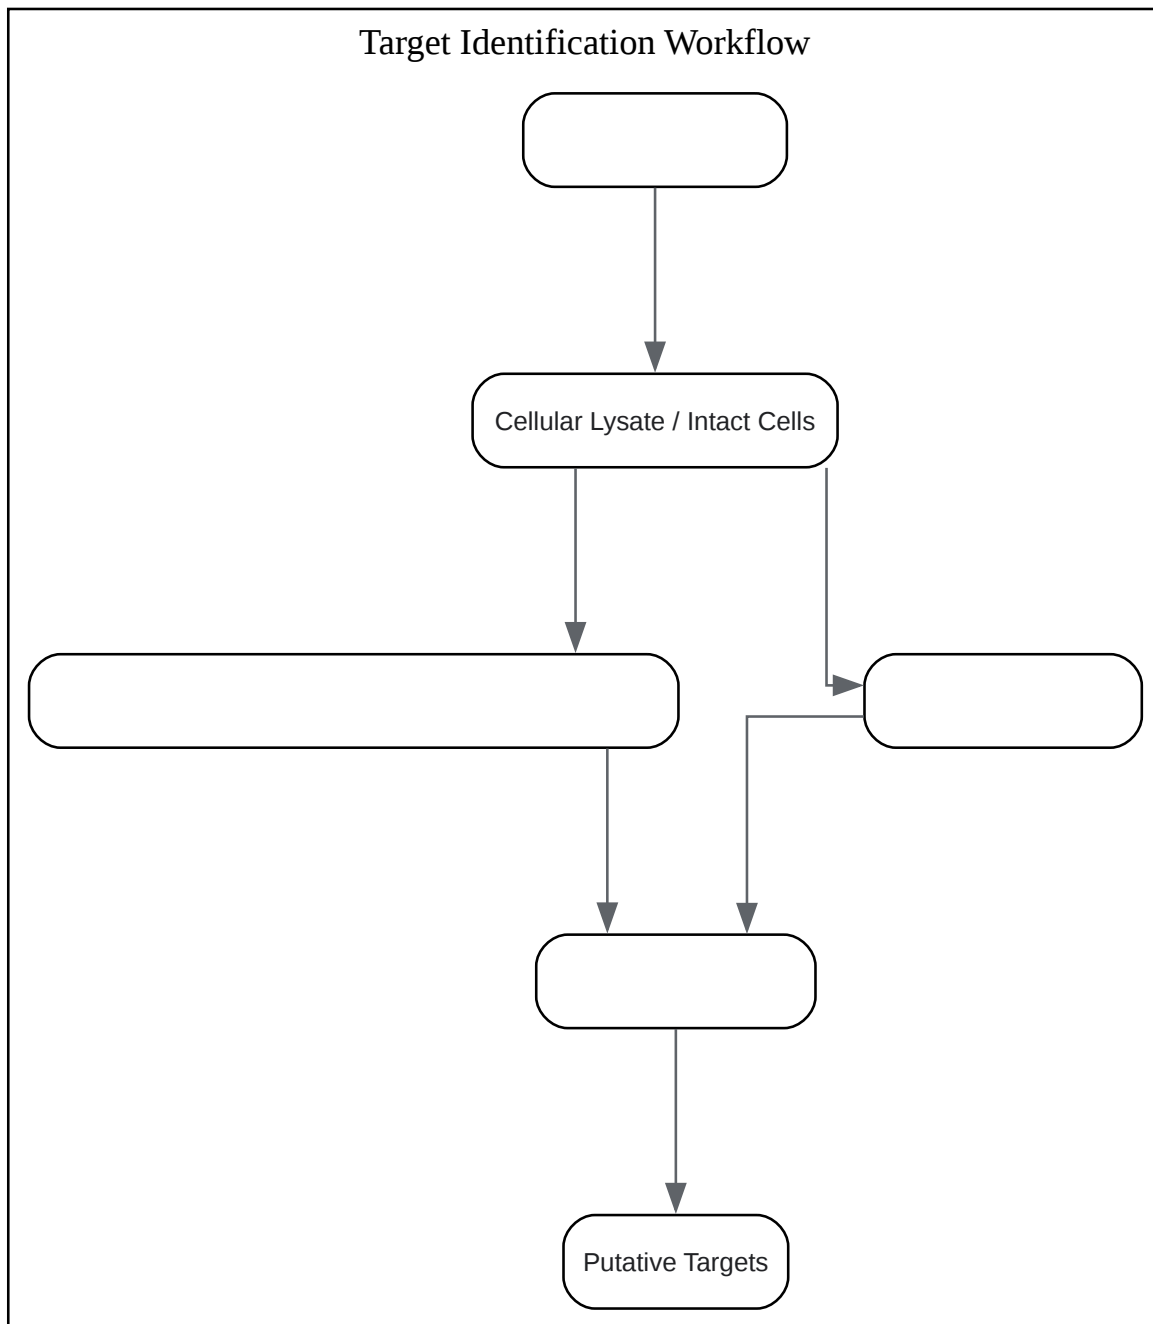 Target Identification Workflow
Cellular Lysate / Intact Cells
Putative Targets